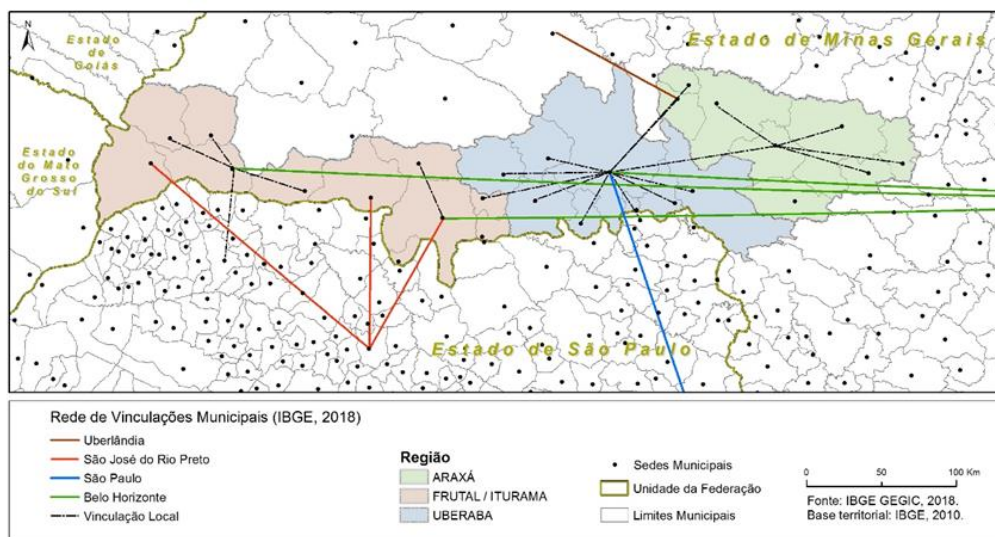 N
Estado
de
Goiás
Estado de Minas Gerais
Estado
do Mato
Grosso
do Sul
Estado de São Paulo
Rede de Vinculações Municipais (IBGE, 2018)
Uberlândia
São José do Rio Preto
São Paulo
Belo Horizonte
Vinculação Local
Região
ARAXÁ
FRUTAL / ITURAMA
UBERABA
Sedes Municipais
Unidade da Federação
Limites Municipais
0 50 100 Km
Fonte: IBGE GEGIC, 2018.
Base territorial: IBGE, 2010.